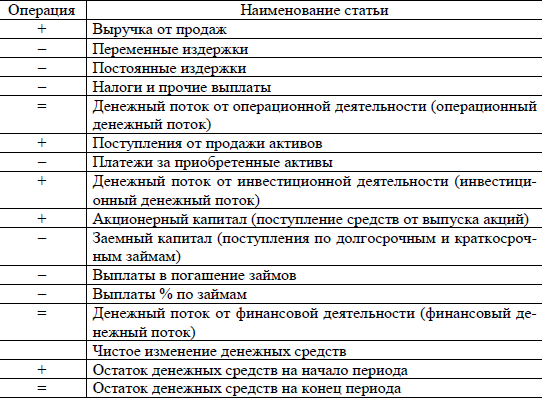 Операция Наименование статьи
+ Выручка от продаж
– Переменные издержки
– Постоянные издержки
– Налоги и прочие выплаты
= Денежный поток от операционной деятельности (операционный
денежный поток)
+ Поступления от продажи активов
– Платежи за приобретенные активы
+ Денежный поток от инвестиционной деятельности (инвестици-
онный денежный поток)
+ Акционерный капитал (поступление средств от выпуска акций)
– Заемный капитал (поступления по долгосрочным и краткосроч-
ным займам)
– Выплаты в погашение займов
– Выплаты % по займам
= Денежный поток от финансовой деятельности (финансовый де-
нежный поток)
Чистое изменение денежных средств
+ Остаток денежных средств на начало периода
= Остаток денежных средств на конец периода